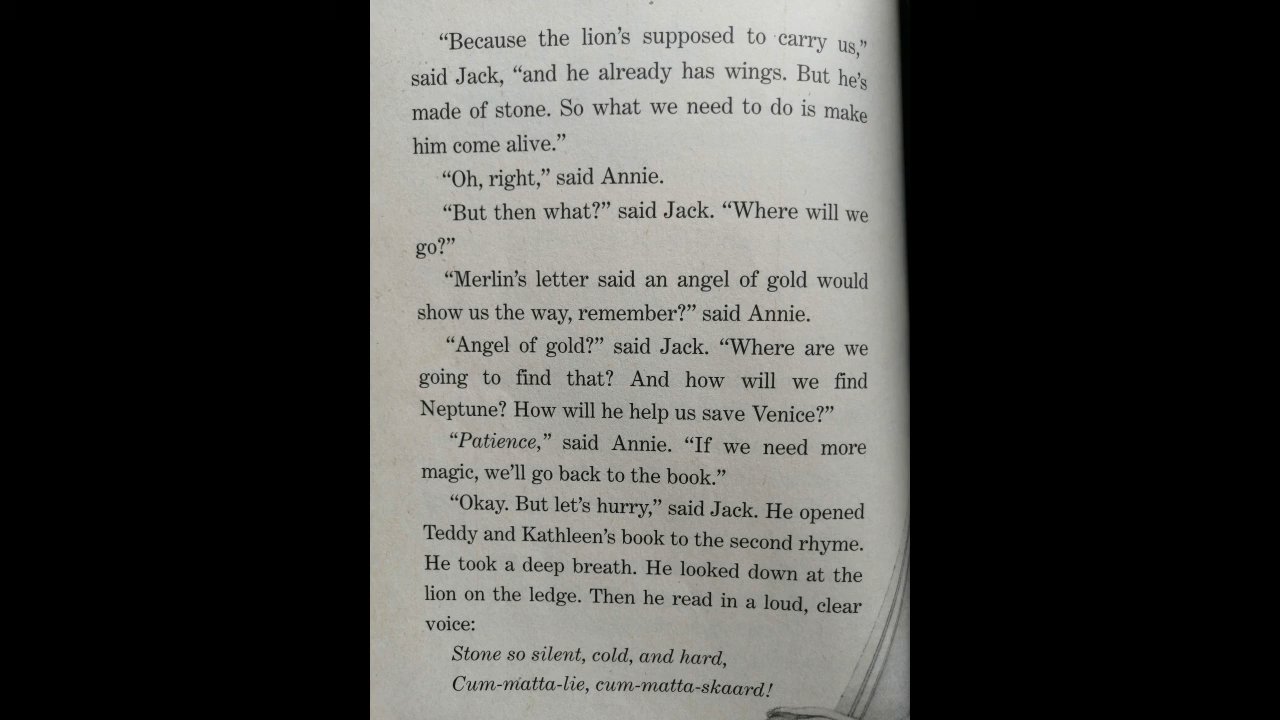 “Because the lion’s supposed to carry us,”
said Jack, “and he already has wings. But he’s
made of stone. So what we need to do is make
him come alive.”
“Oh, right,” said Annie.
“But then what?” said Jack. “Where will we
go?”
“Merlin’s letter said an angel of gold would
show us the way, remember?” said Annie.
“Angel of gold?” said Jack. “Where are we
going to find that? And how will we find
Neptune? How will he help us save Venice?”
“Patience,” said Annie. “If we need more
magic, we’ll go back to the book.”
“Okay. But let’s hurry,” said Jack. He opened
Teddy and Kathleen’s book to the second rhyme.
He took a deep breath. He looked down at the
lion on the ledge. Then he read in a loud, clear
voice:
Stone so silent, cold, and hard,
Cum-matta-lie, cum-matta-skaard!